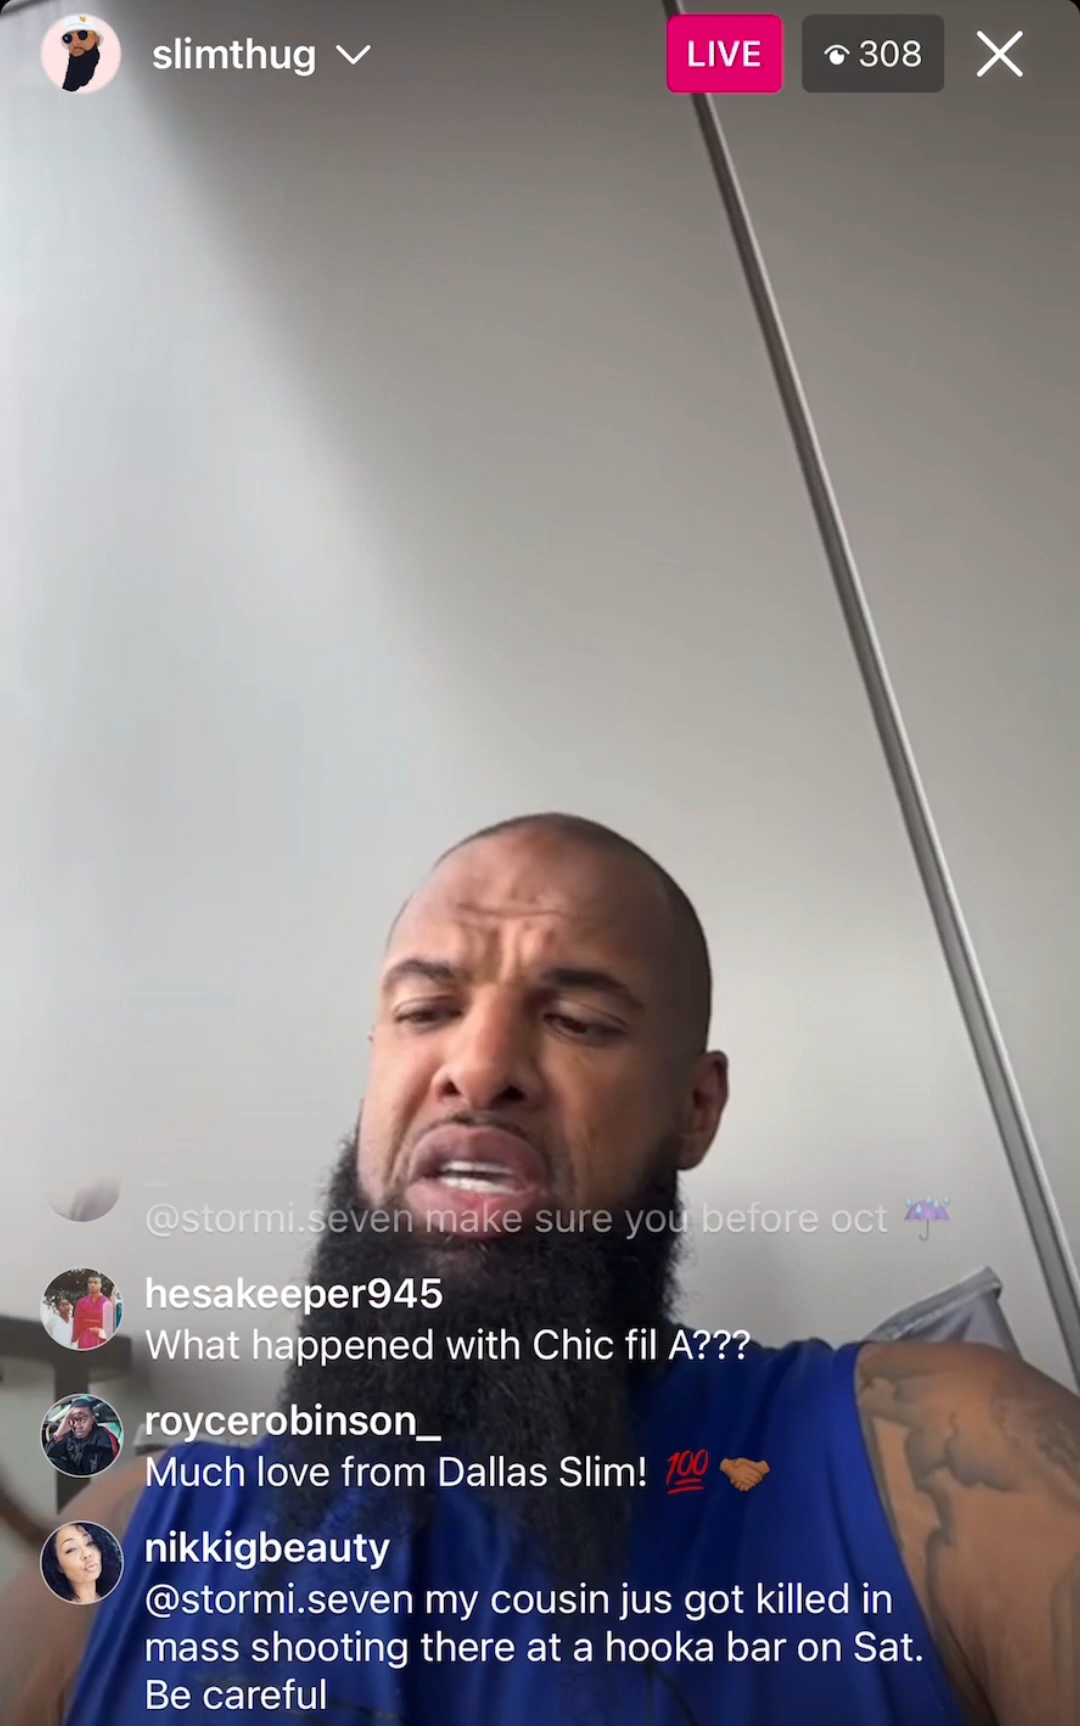 slimthug
LIVE
308
@stormi.seven make sure you before oct ☔
hesakeeper945
What happened with Chic fil A???
roycerobinson_
Much love from Dallas Slim! 💯 🤝🏾
nikkigbeauty
@stormi.seven my cousin jus got killed in
mass shooting there at a hooka bar on Sat.
Be careful